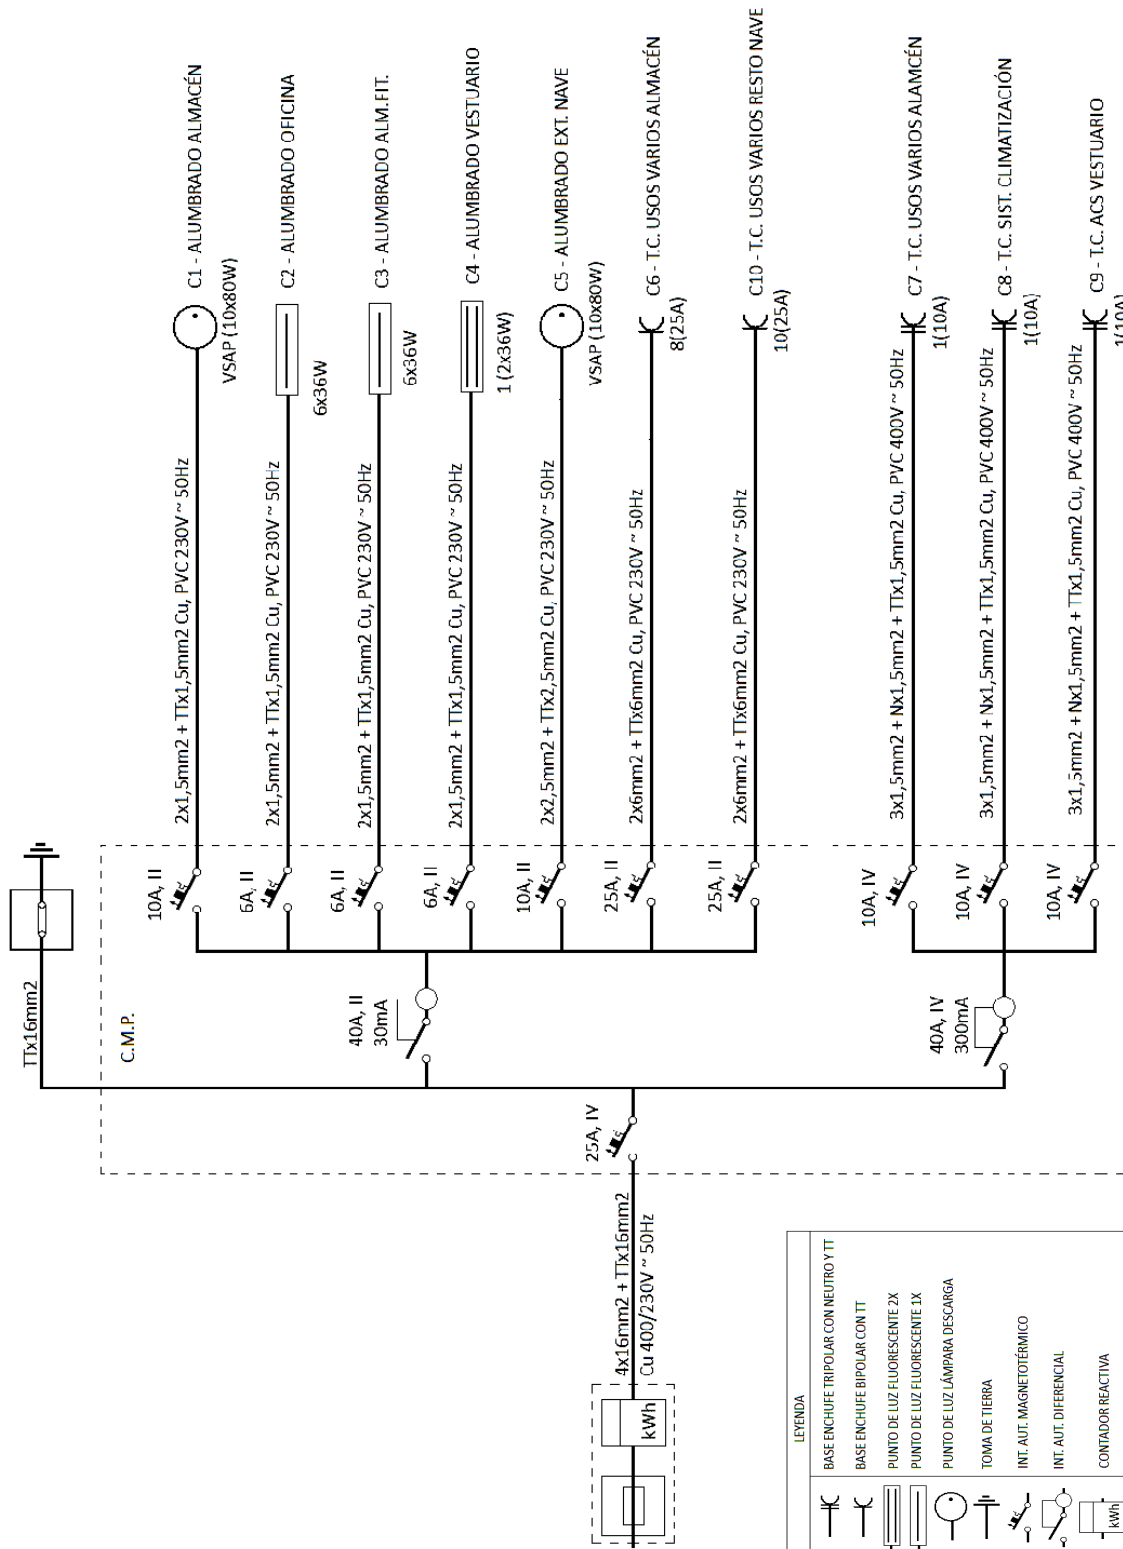 TTx16mm2
C.M.P.
10A, II
2x1,5mm2 + TTx1,5mm2 Cu, PVC 230V ~ 50Hz
VSAP (10x80W)
C1 - ALUMBRADO ALMACÉN
6A, II
2x1,5mm2 + TTx1,5mm2 Cu, PVC 230V ~ 50Hz
6x36W
C2 - ALUMBRADO OFICINA
6A, II
2x1,5mm2 + TTx1,5mm2 Cu, PVC 230V ~ 50Hz
6x36W
C3 - ALUMBRADO ALM.FIT.
6A, II
2x1,5mm2 + TTx1,5mm2 Cu, PVC 230V ~ 50Hz
1 (2x36W)
C4 - ALUMBRADO VESTUARIO
10A, II
2x2,5mm2 + TTx2,5mm2 Cu, PVC 230V ~ 50Hz
VSAP (10x80W)
C5 - ALUMBRADO EXT. NAVE
25A, II
2x6mm2 + TTx6mm2 Cu, PVC 230V ~ 50Hz
8(25A)
C6 - T.C. USOS VARIOS ALMACÉN
25A, II
2x6mm2 + TTx6mm2 Cu, PVC 230V ~ 50Hz
10(25A)
C10 - T.C. USOS VARIOS RESTO NAVE
10A, IV
3x1,5mm2 + Nx1,5mm2 + TTx1,5mm2 Cu, PVC 400V ~ 50Hz
1(10A)
C7 - T.C. USOS VARIOS ALAMCÉN
10A, IV
3x1,5mm2 + Nx1,5mm2 + TTx1,5mm2 Cu, PVC 400V ~ 50Hz
1(10A)
C8 - T.C. SIST. CLIMATIZACIÓN
10A, IV
3x1,5mm2 + Nx1,5mm2 + TTx1,5mm2 Cu, PVC 400V ~ 50Hz
1(10A)
C9 - T.C. ACS VESTUARIO
40A, II
30mA
40A, IV
300mA
25A, IV
4x16mm2 + TTx16mm2
Cu 400/230V ~ 50Hz
kWh
LEYENDA
BASE ENCHUFE TRIPOLAR CON NEUTRO Y TT
BASE ENCHUFE BIPOLAR CON TT
PUNTO DE LUZ FLUORESCENTE 2X
PUNTO DE LUZ FLUORESCENTE 1X
PUNTO DE LUZ LÁMPARA DESCARGA
TOMA DE TIERRA
INT. AUT. MAGNETOTÉRMICO
INT. AUT. DIFERENCIAL
CONTADOR REACTIVA
kWh